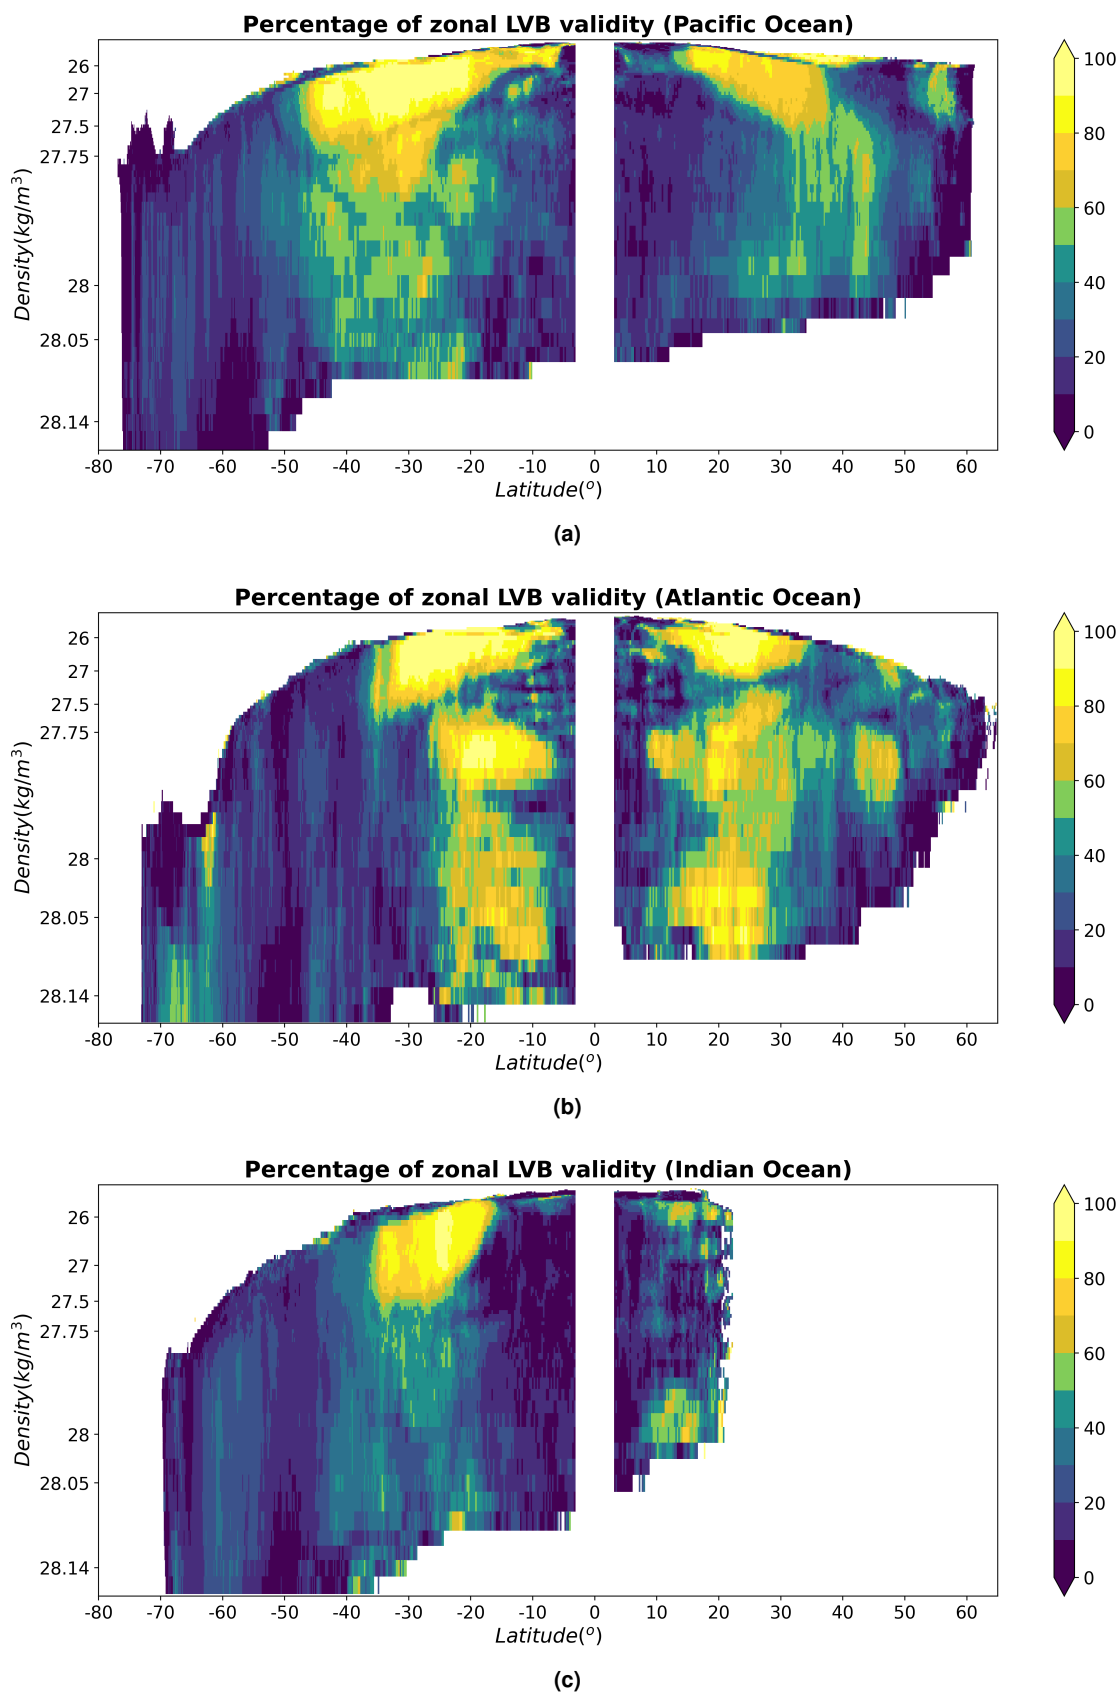 Percentage of zonal LVB validity (Pacific Ocean)
26
27
27.5
27.75
28
28.05
28.14
Density(kg/m³)
-80 -70 -60 -50 -40 -30 -20 -10 0 10 20 30 40 50 60
Latitude(°)
100
80
60
40
20
0
(a)
Percentage of zonal LVB validity (Atlantic Ocean)
26
27
27.5
27.75
28
28.05
28.14
Density(kg/m³)
-80 -70 -60 -50 -40 -30 -20 -10 0 10 20 30 40 50 60
Latitude(°)
100
80
60
40
20
0
(b)
Percentage of zonal LVB validity (Indian Ocean)
26
27
27.5
27.75
28
28.05
28.14
Density(kg/m³)
-80 -70 -60 -50 -40 -30 -20 -10 0 10 20 30 40 50 60
Latitude(°)
100
80
60
40
20
0
(c)